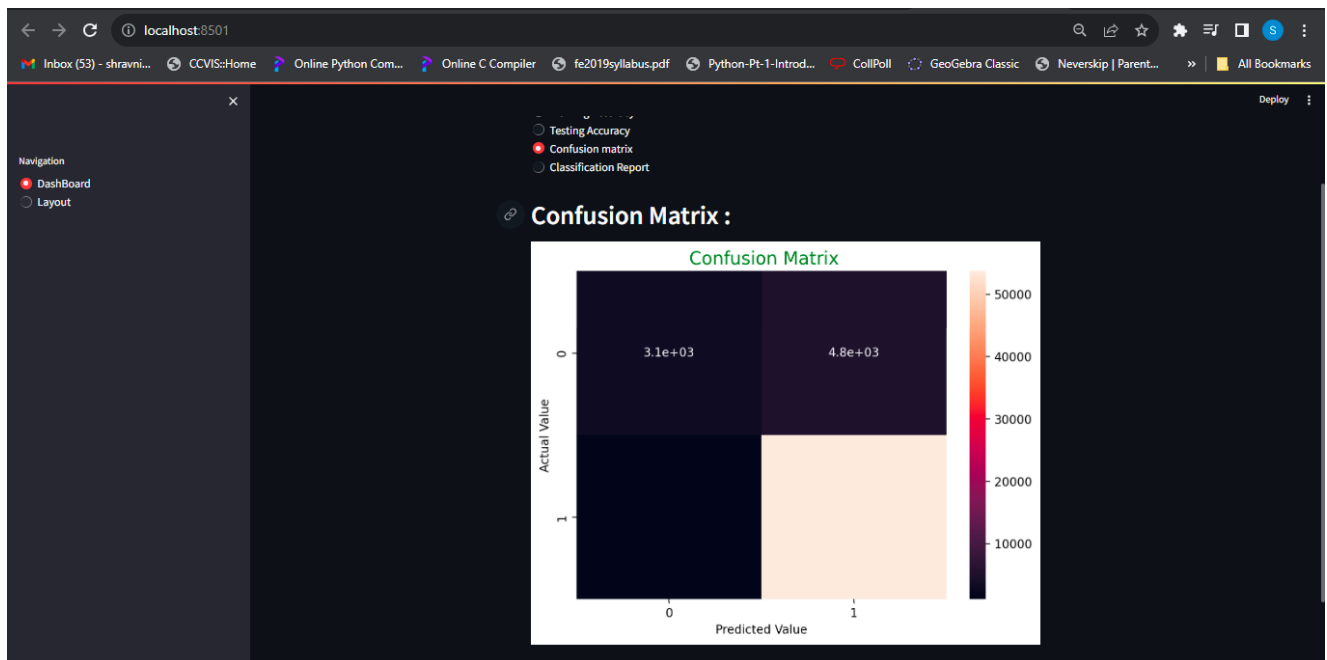 localhost:8501
S
Inbox (53) - shravni... CCVIS::Home Online Python Com... Online C Compiler fe2019syllabus.pdf Python-Pt-1-Introd... CollPoll GeoGebra Classic Neverskip | Parent... » All Bookmarks
Deploy
Navigation
DashBoard
Layout
Testing Accuracy
Confusion matrix
Classification Report
Confusion Matrix :
Confusion Matrix
3.1e+03 4.8e+03
0
1
Actual Value
0 1
Predicted Value
50000
40000
30000
20000
10000